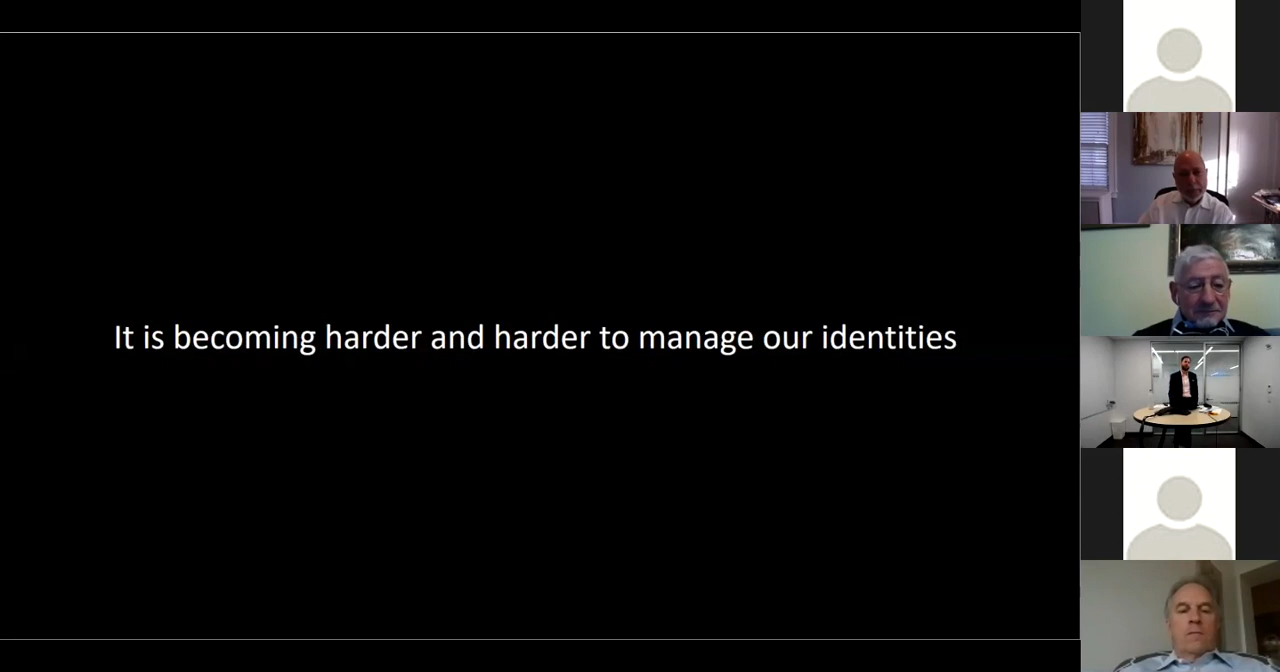 It is becoming harder and harder to manage our identities